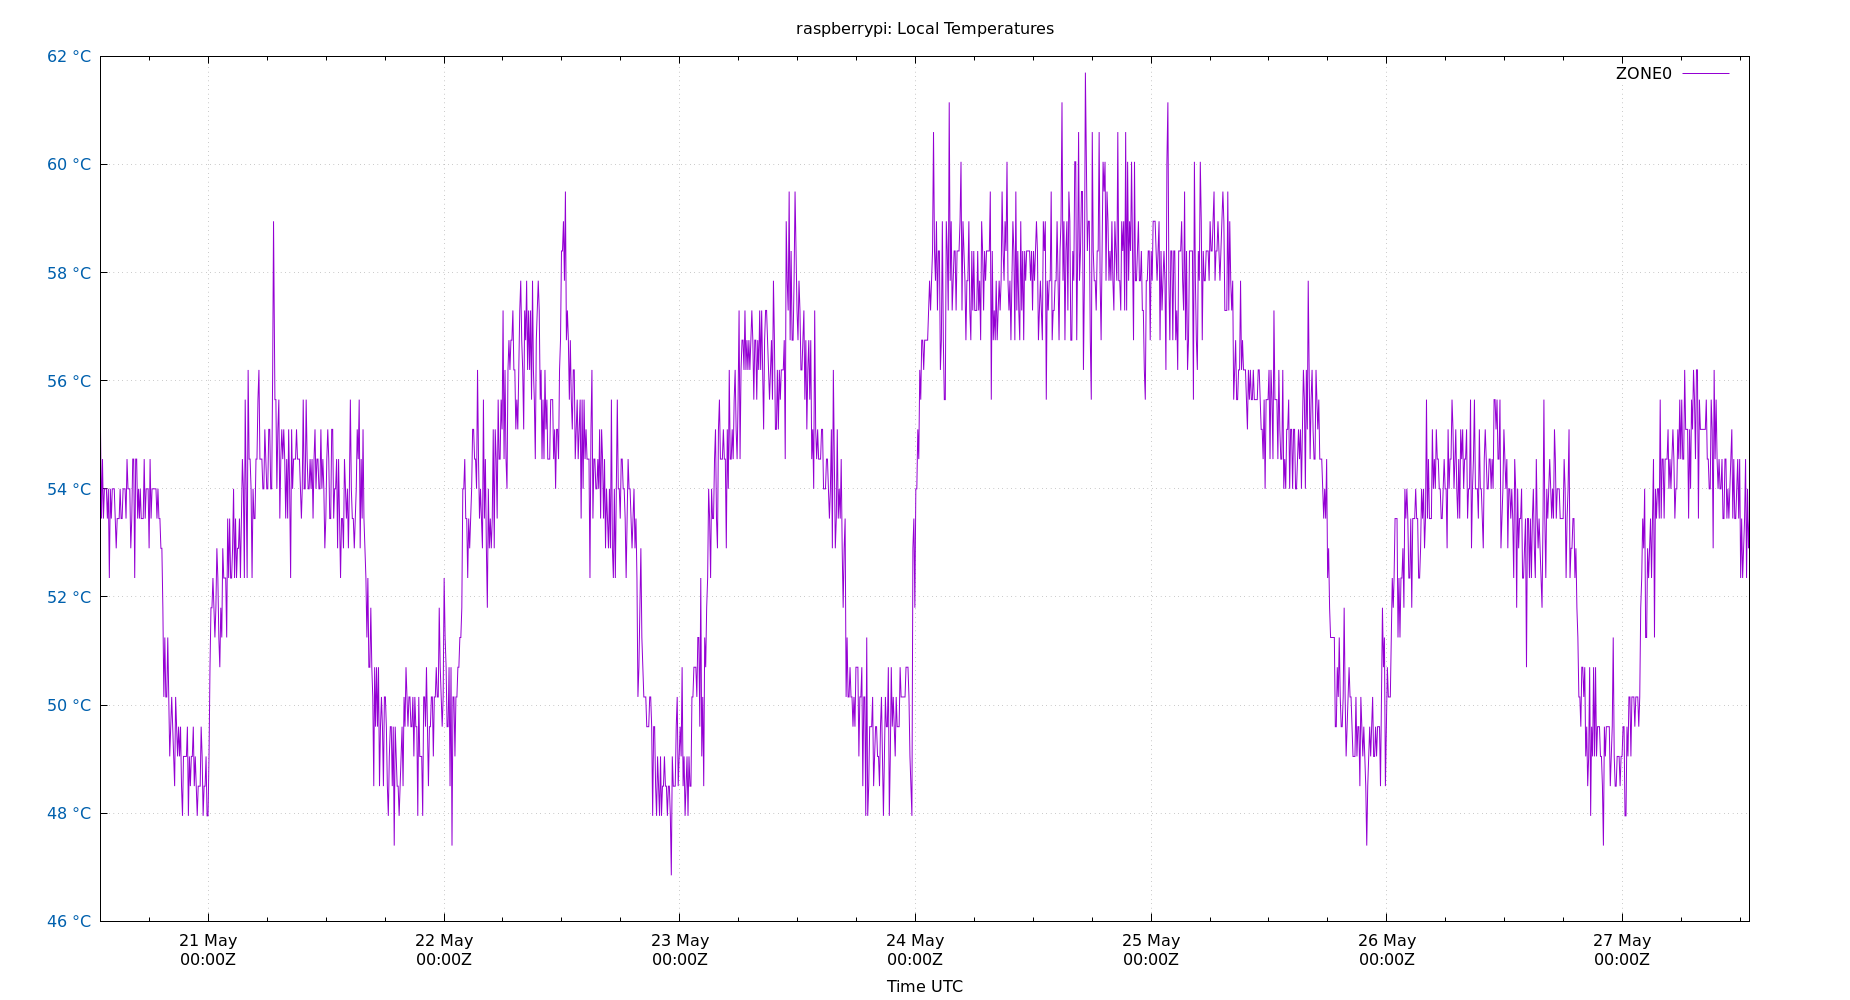 raspberrypi: Local Temperatures
62 °C
ZONE0
60 °C
58 °C
56 °C
54 °C
52 °C
50 °C
48 °C
46 °C
21 May
00:00Z
22 May
00:00Z
23 May
00:00Z
24 May
00:00Z
25 May
00:00Z
26 May
00:00Z
27 May
00:00Z
Time UTC